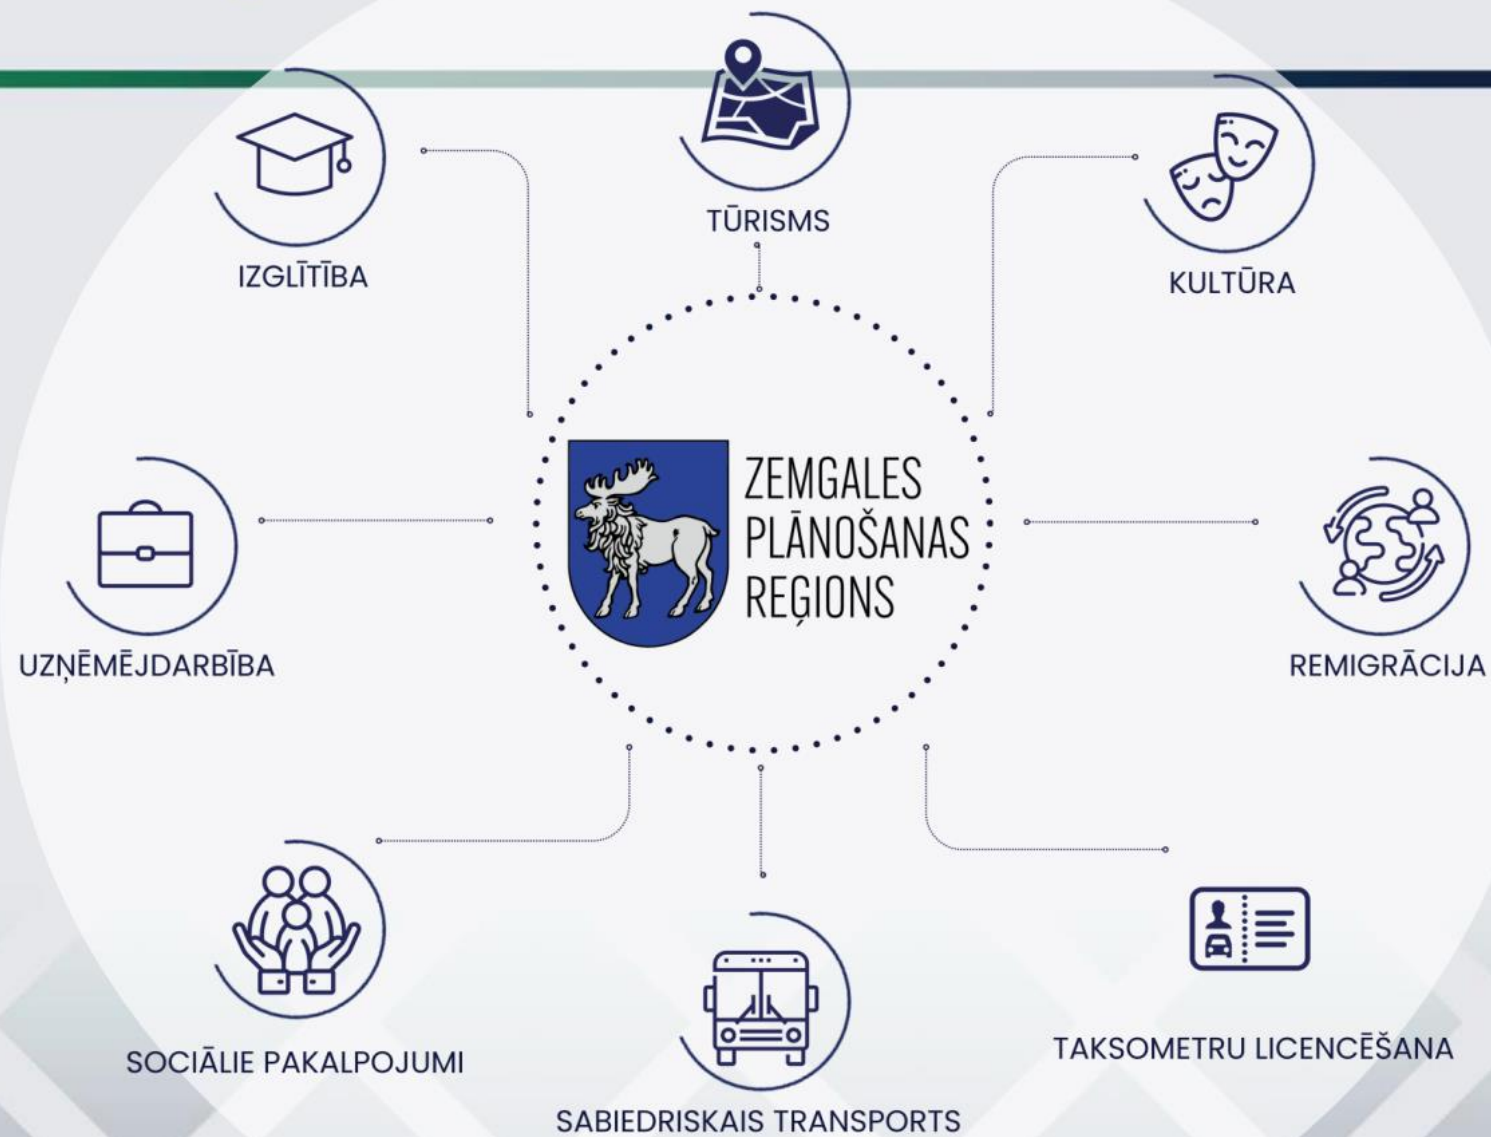 TŪRISMS
IZGLĪTĪBA
KULTŪRA
ZEMGALES
PLĀNOŠANAS
REĢIONS
UZŅĒMĒJDARBĪBA
REMIGRĀCIJA
SOCIĀLIE PAKALPOJUMI
TAKSOMETRU LICENCĒŠANA
SABIEDRISKAIS TRANSPORTS